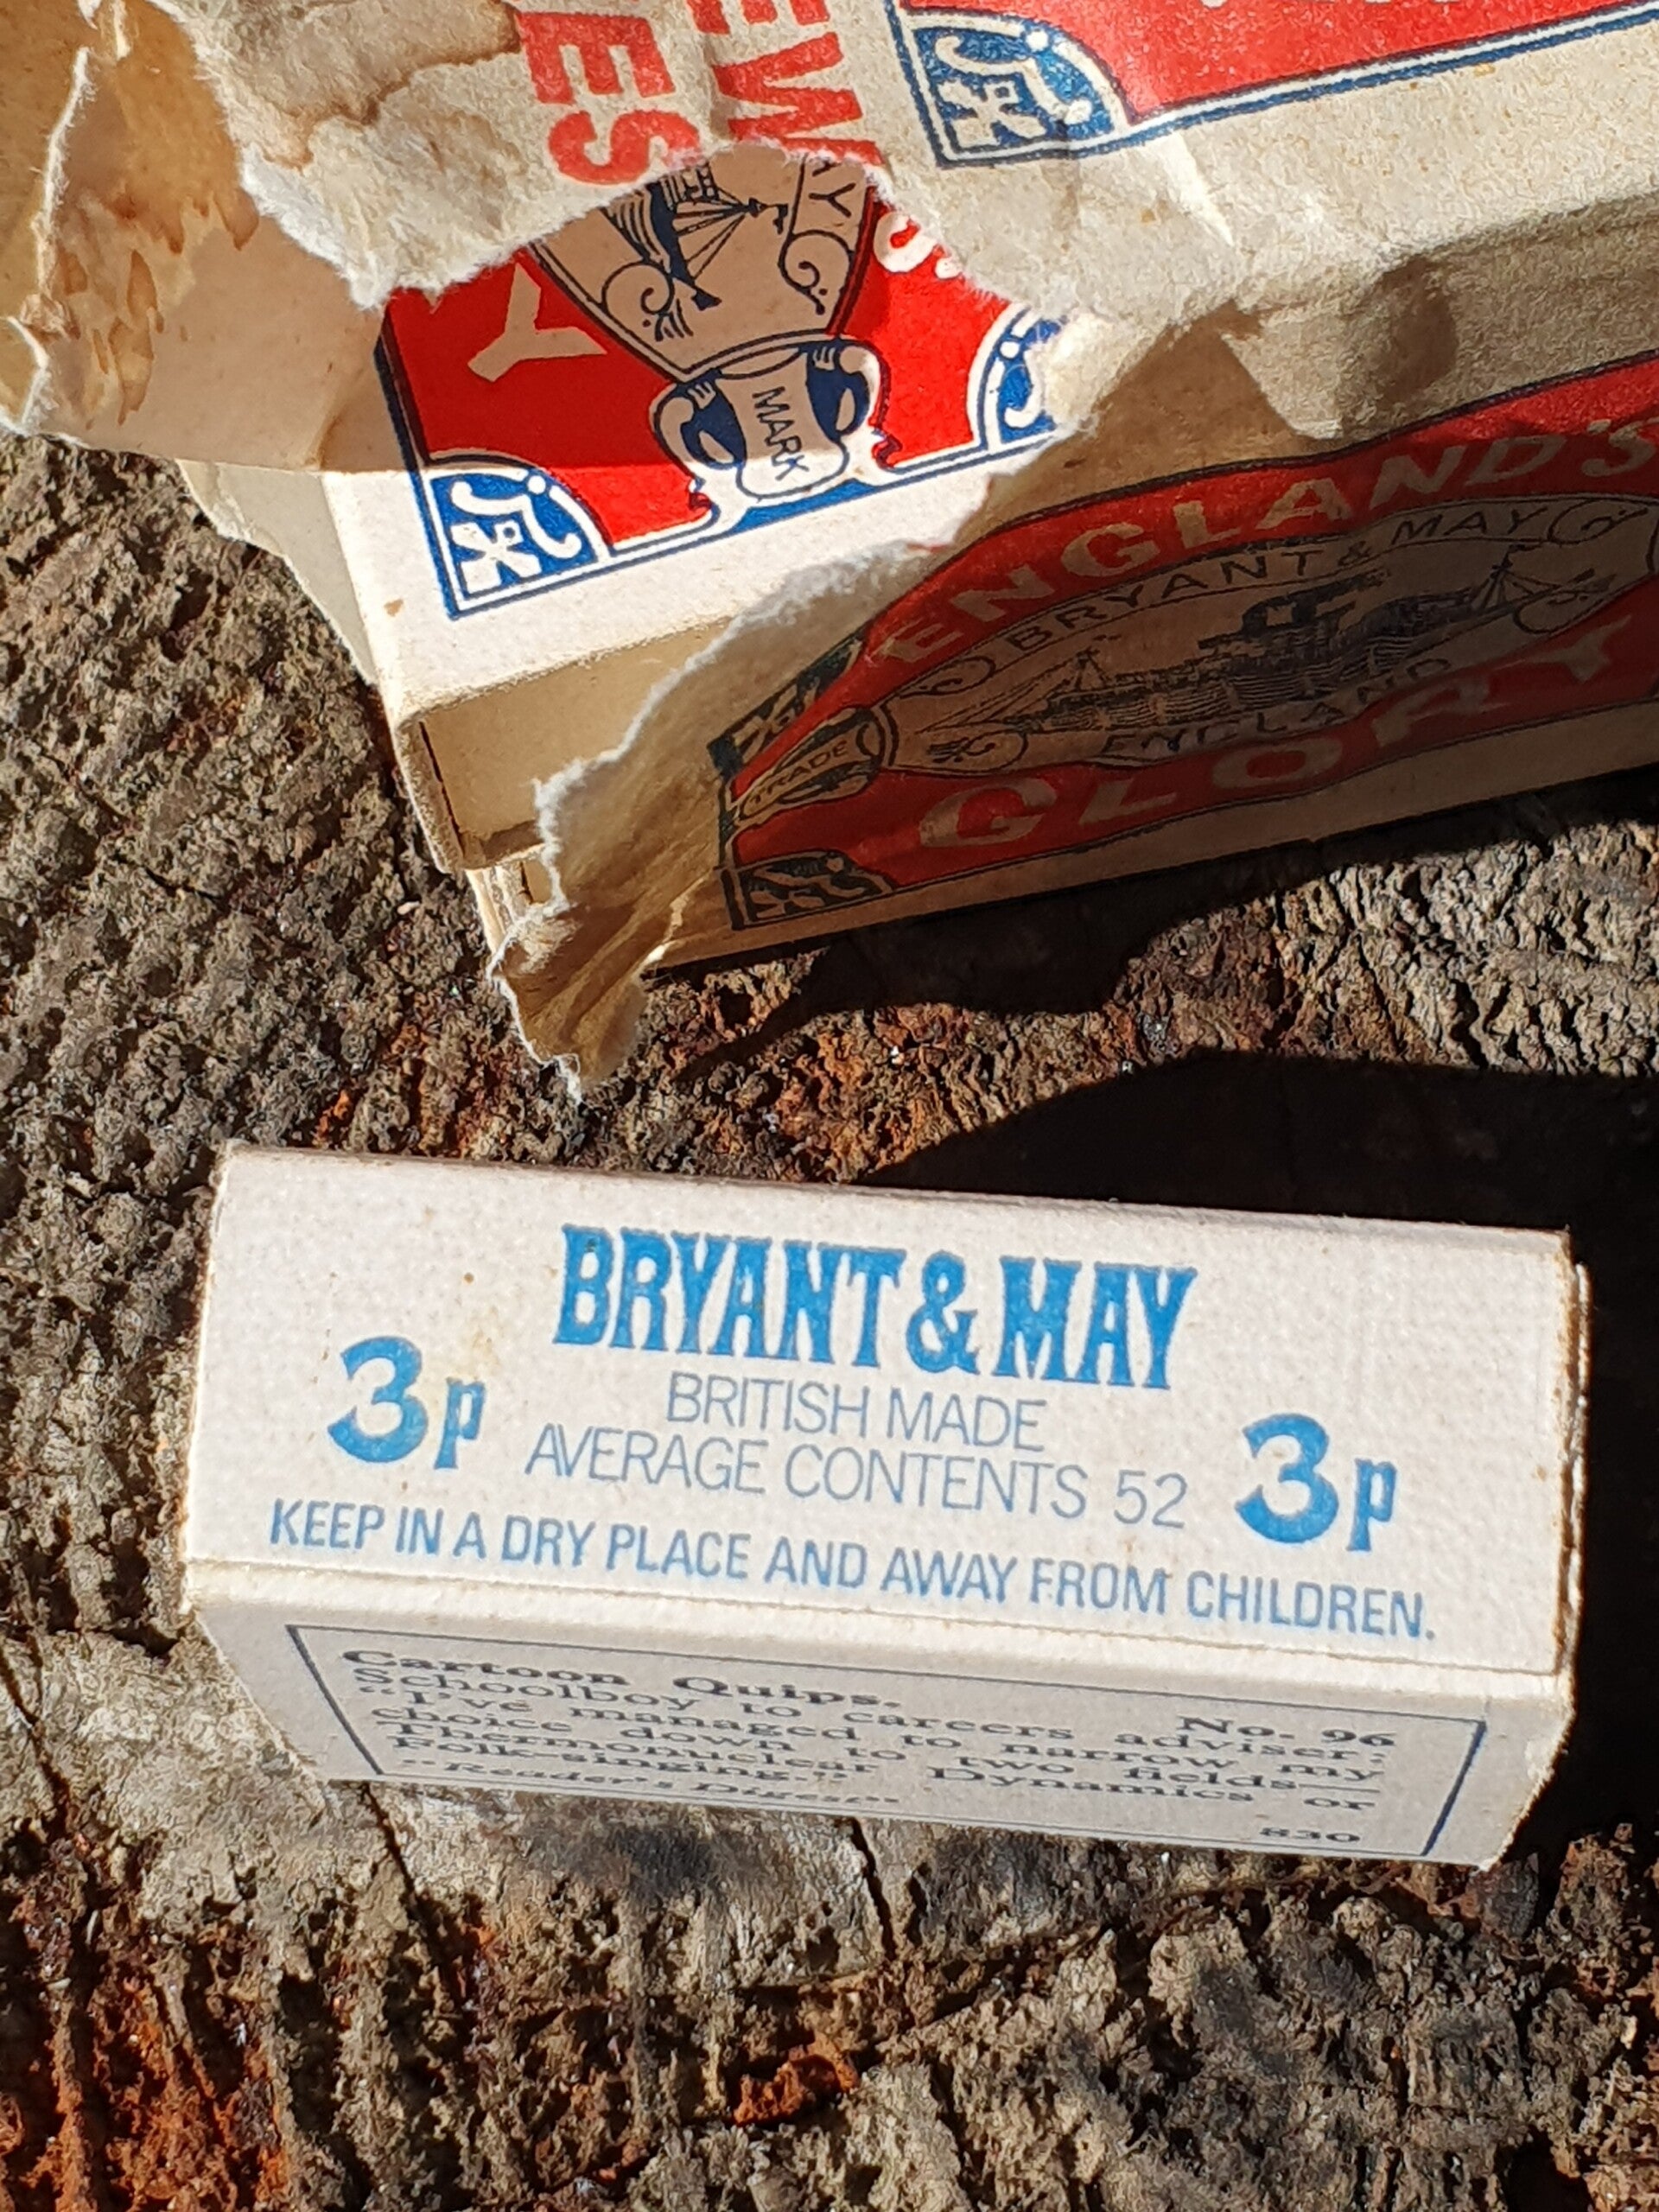 EW
ES
AY
S'
Y
MARK
ENGLAND'S
BRYANT & MAY
ENGLAND
TRADE
GLORY
BRYANT & MAY
3p
BRITISH MADE
3p
AVERAGE CONTENTS 52
KEEP IN A DRY PLACE AND AWAY FROM CHILDREN.
Cartoon Quips. No. 96
Schoolboy to careers adviser,
"I've managed to narrow my
choice down to two fields—
Thermonuclear Dynamics or
Folk-singing."
—Reader's Digest—
830